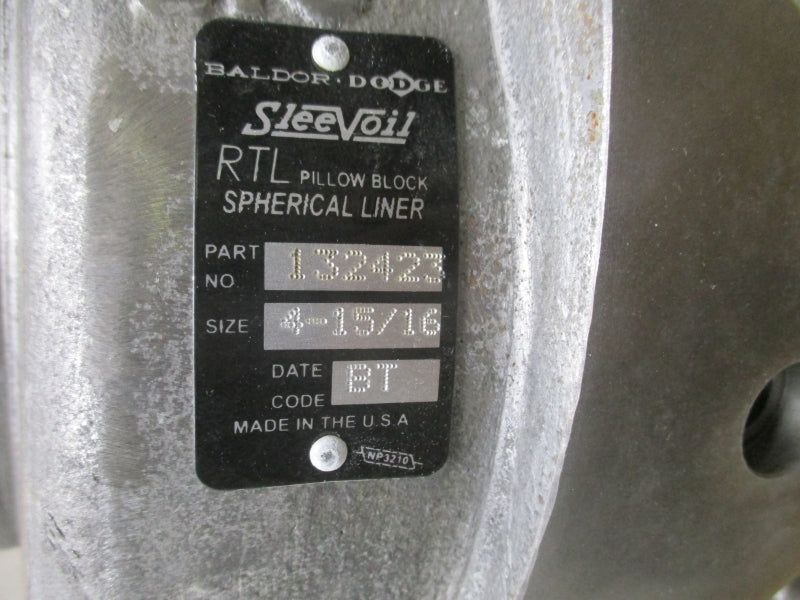 BALDOR · DODGE
SleevOil
RTL PILLOW BLOCK
SPHERICAL LINER
PART NO. 132423
SIZE 4-15/16
DATE CODE BT
MADE IN THE U.S.A
NP3210